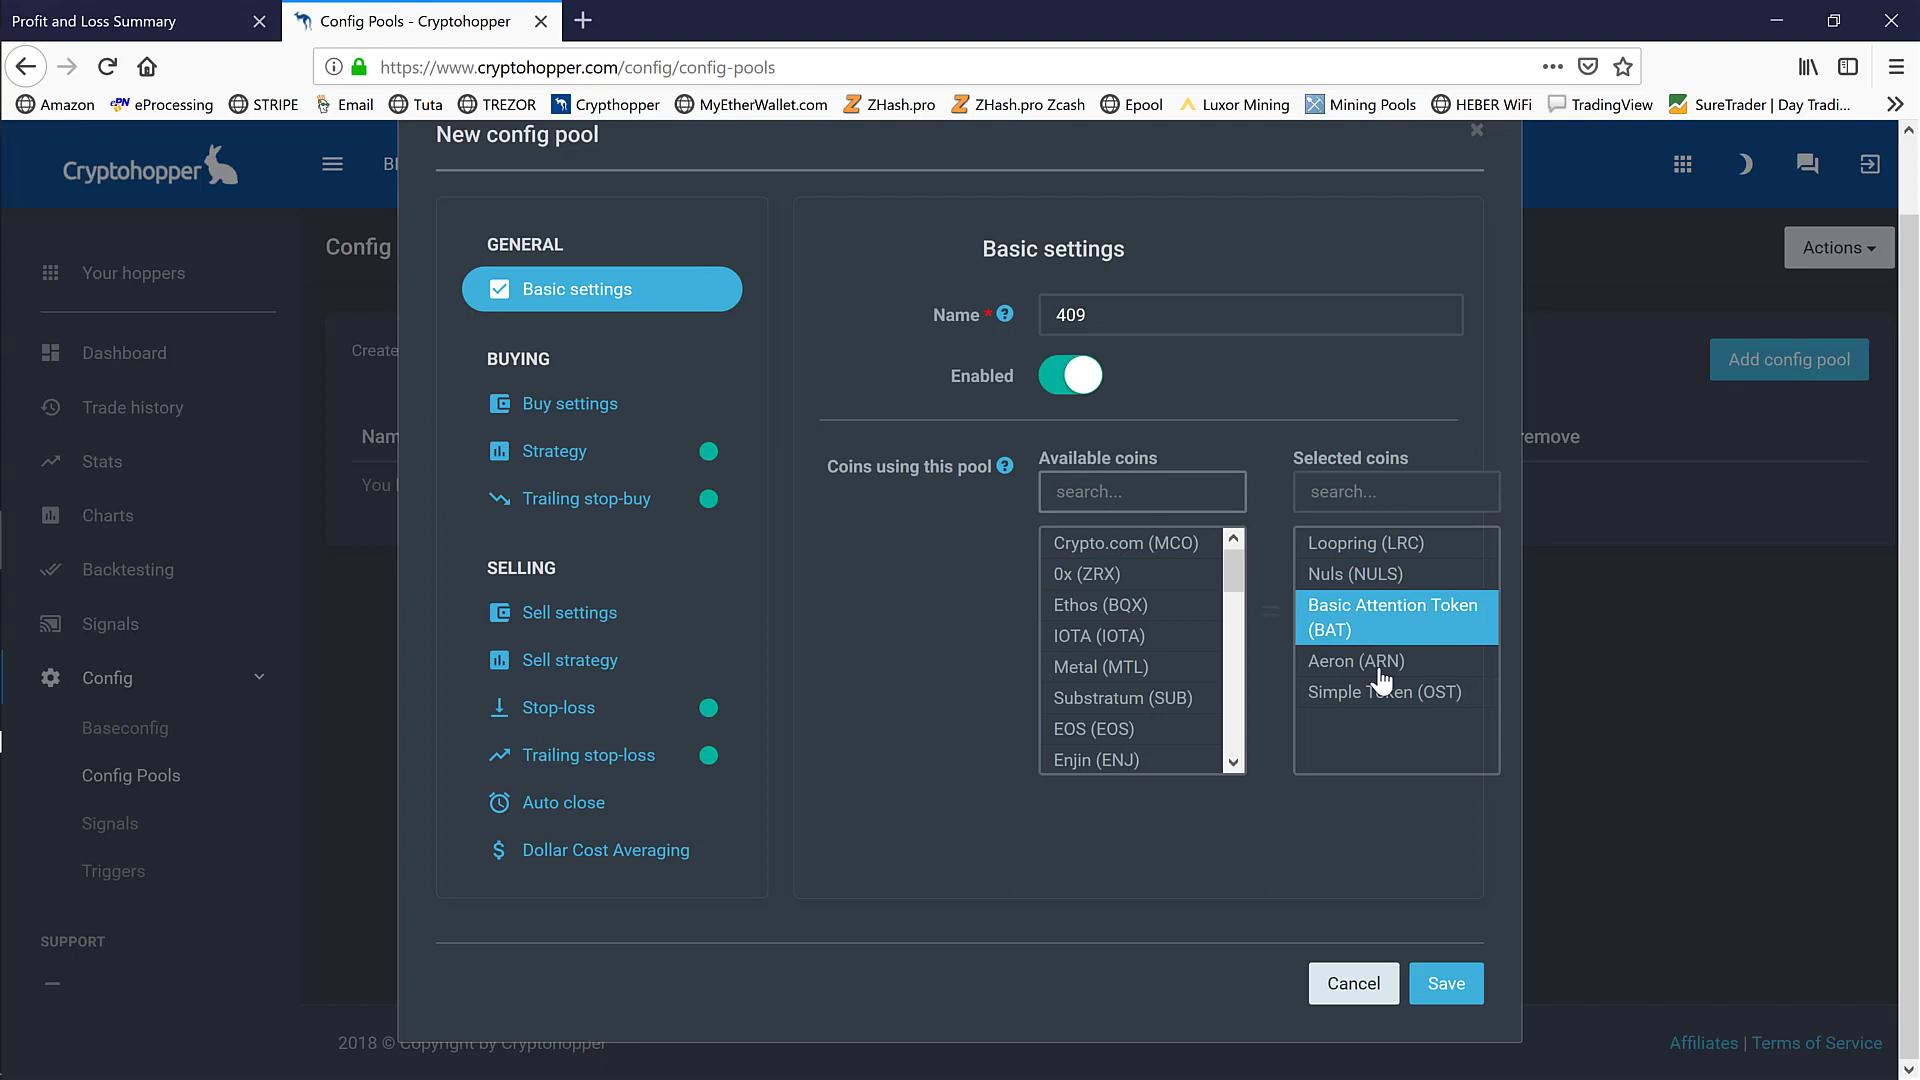 Profit and Loss Summary
Config Pools - Cryptohopper
https://www.cryptohopper.com/config/config-pools
Amazon
eProcessing
STRIPE
Email
Tuta
TREZOR
Crypthopper
MyEtherWallet.com
ZHash.pro
ZHash.pro Zcash
Epool
Luxor Mining
Mining Pools
HEBER WiFi
TradingView
SureTrader | Day Tradi...
Cryptohopper
New config pool
Config
Actions
Your hoppers
Dashboard
Trade history
Stats
Charts
Backtesting
Signals
Config
Baseconfig
Config Pools
Signals
Triggers
SUPPORT
Create
Add config pool
Nam
emove
You
GENERAL
Basic settings
BUYING
Buy settings
Strategy
Trailing stop-buy
SELLING
Sell settings
Sell strategy
Stop-loss
Trailing stop-loss
Auto close
Dollar Cost Averaging
Basic settings
Name *
409
Enabled
Coins using this pool
Available coins
search...
Crypto.com (MCO)
0x (ZRX)
Ethos (BQX)
IOTA (IOTA)
Metal (MTL)
Substratum (SUB)
EOS (EOS)
Enjin (ENJ)
Selected coins
search...
Loopring (LRC)
Nuls (NULS)
Basic Attention Token
(BAT)
Aeron (ARN)
Simple Token (OST)
Cancel
Save
2018 © Copyright by Cryptohopper
Affiliates | Terms of Service